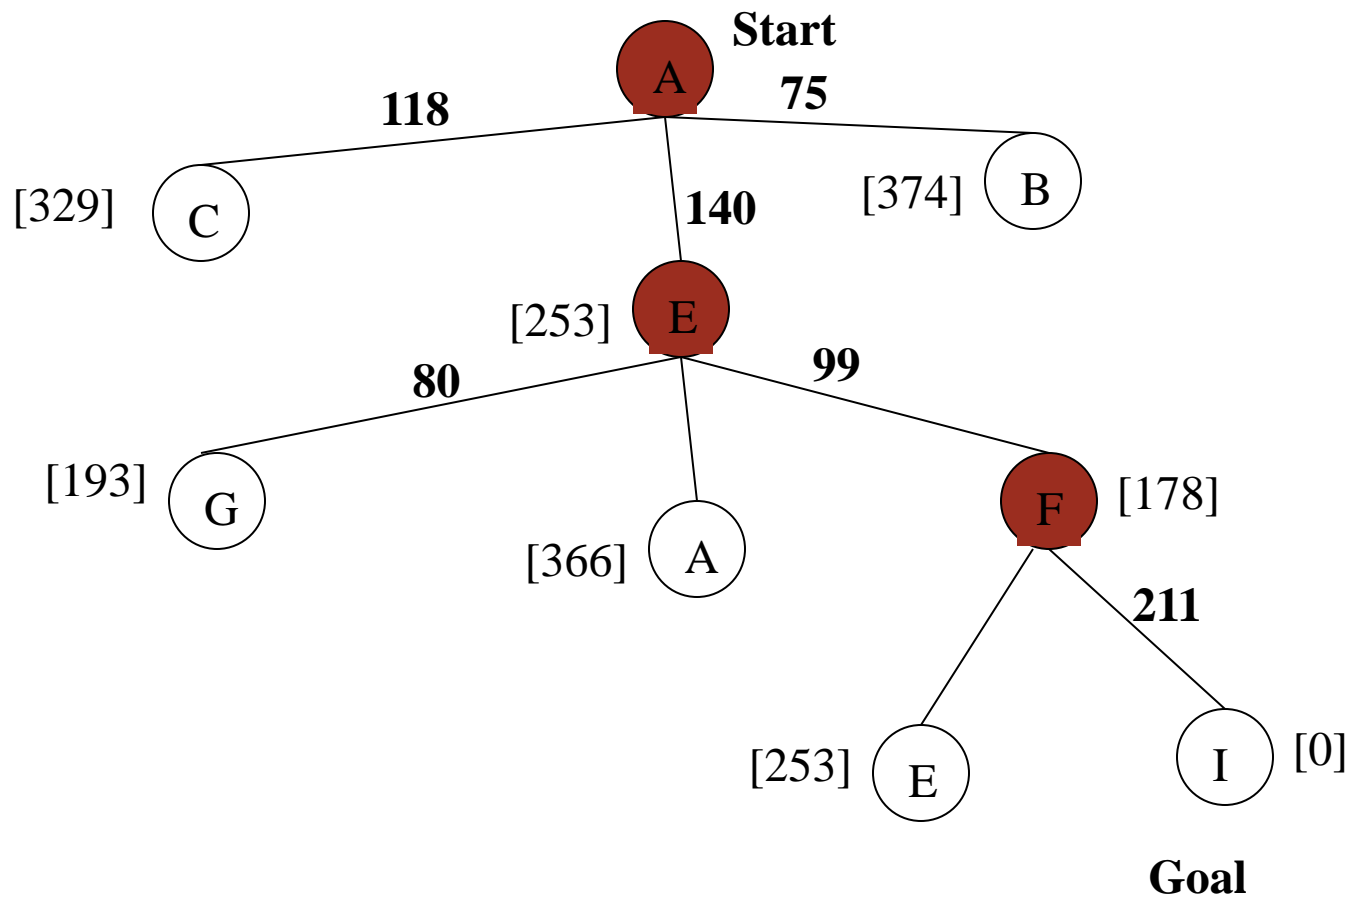 Start
A
75
118
[329]
C
[374]
B
140
[253]
E
80
99
[193]
G
[366]
A
F
[178]
211
[253]
E
I
[0]
Goal